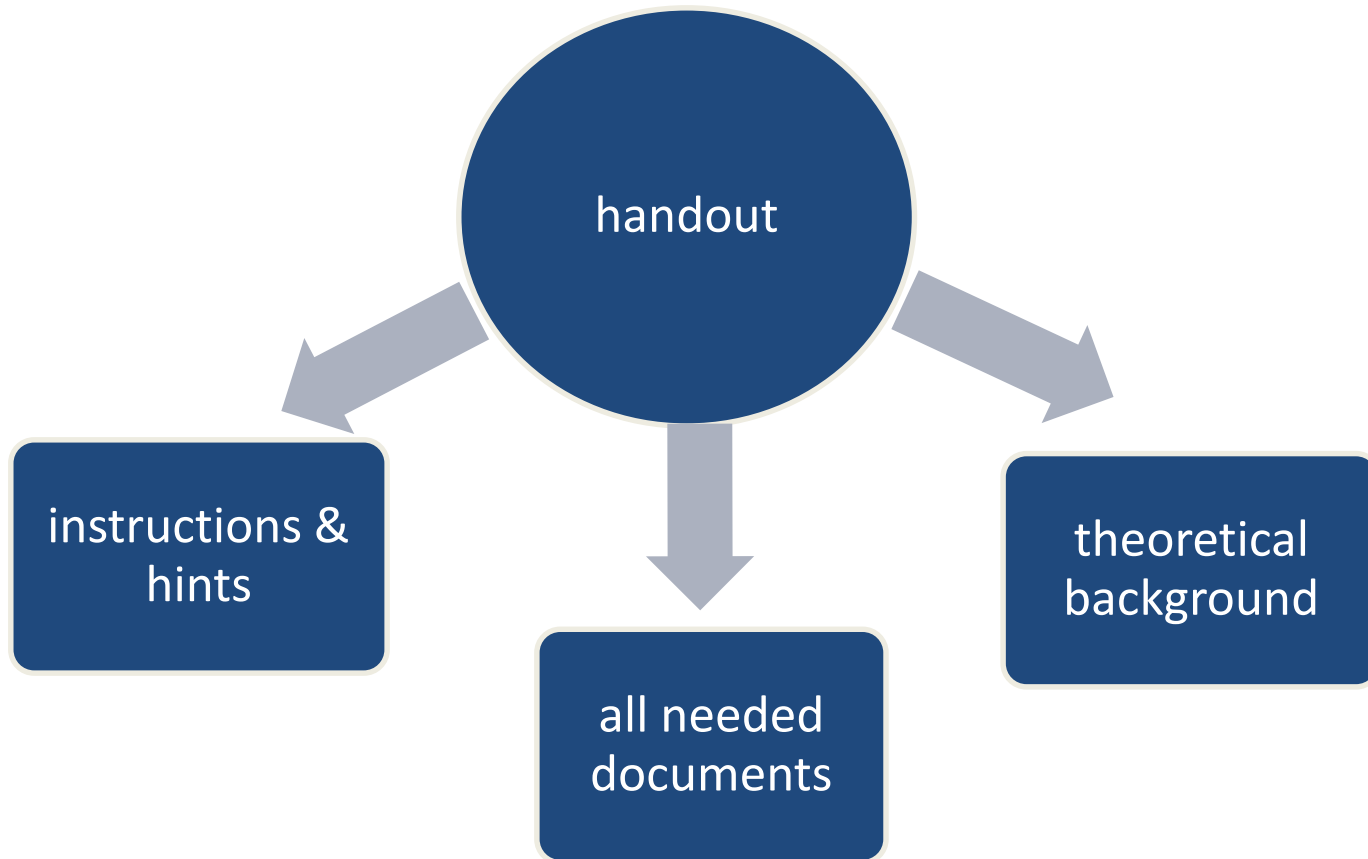 handout
instructions &
hints
all needed
documents
theoretical
background